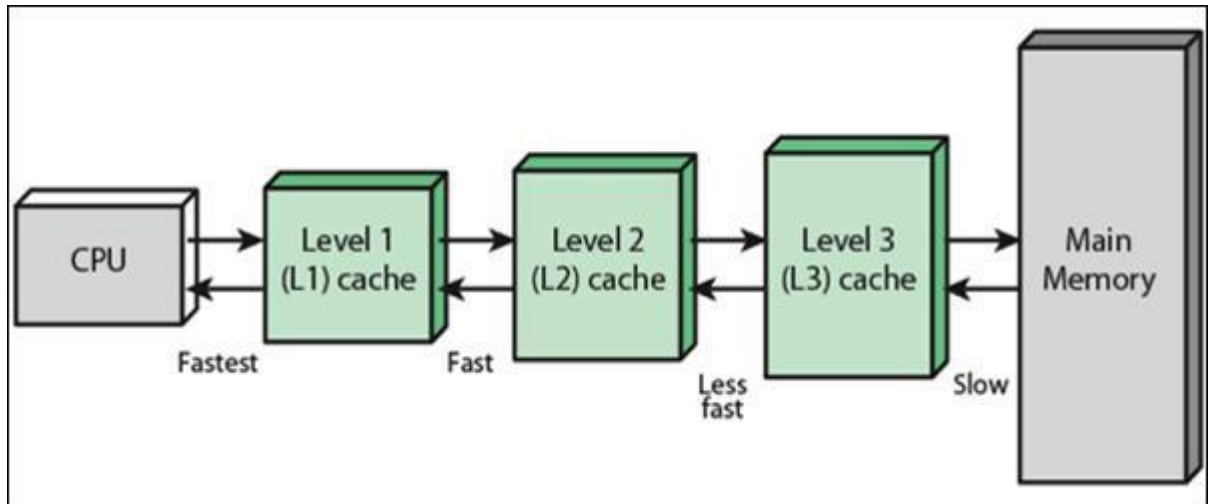 CPU
Level 1
(L1) cache
Level 2
(L2) cache
Level 3
(L3) cache
Main
Memory
Fastest
Fast
Less
fast
Slow